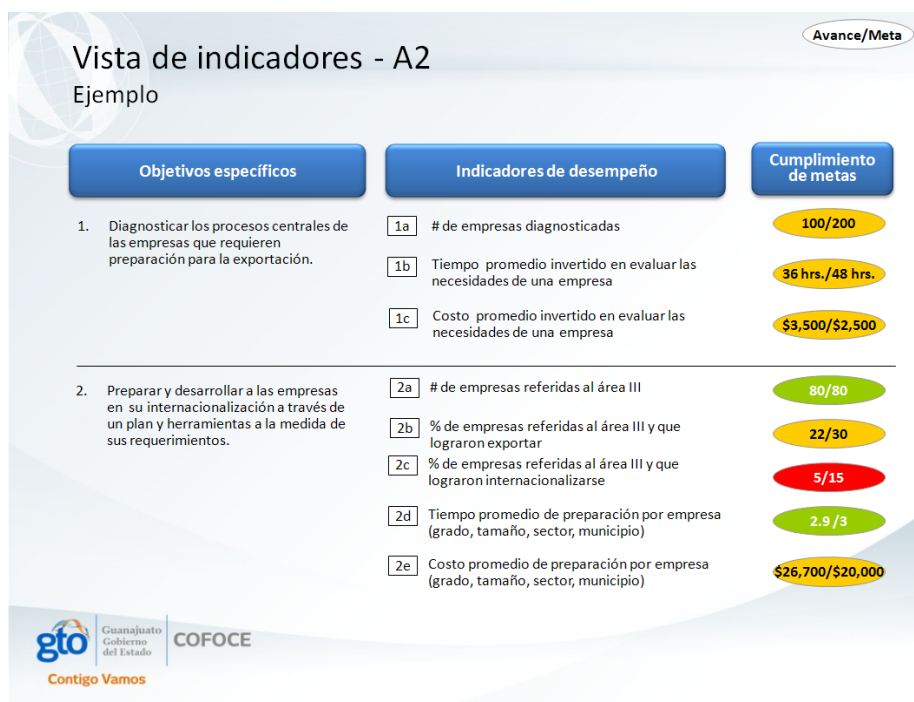 Avance/Meta
Vista de indicadores - A2
Ejemplo
Objetivos específicos
Indicadores de desempeño
Cumplimiento
de metas
1. Diagnosticar los procesos centrales de
las empresas que requieren
preparación para la exportación.
1a # de empresas diagnosticadas
100/200
1b Tiempo promedio invertido en evaluar las
necesidades de una empresa
36 hrs./48 hrs.
1c Costo promedio invertido en evaluar las
necesidades de una empresa
$3,500/$2,500
2. Preparar y desarrollar a las empresas
en su internacionalización a través de
un plan y herramientas a la medida de
sus requerimientos.
2a # de empresas referidas al área III
80/80
2b % de empresas referidas al área III y que
lograron exportar
22/30
2c % de empresas referidas al área III y que
lograron internacionalizarse
5/15
2d Tiempo promedio de preparación por empresa
(grado, tamaño, sector, municipio)
2.9 /3
2e Costo promedio de preparación por empresa
(grado, tamaño, sector, municipio)
$26,700/$20,000
gto
Guanajuato
Gobierno
del Estado
COFOCE
Contigo Vamos